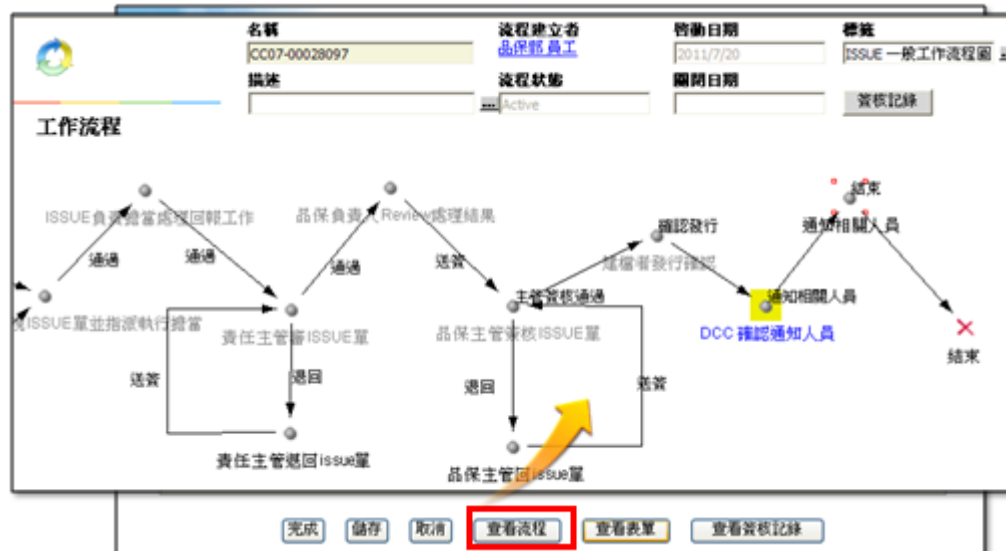 名稱
流程建立者
啓動日期
標籤
CC07-00028097
品保部 員工
2011/7/20
ISSUE 一般工作流程圖
描述
流程狀態
關閉日期
...
Active
簽核記錄
工作流程
結束
ISSUE負責擔當處理回報工作
品保負責人Review處理結果
確認發行
通知相關人員
通過
通過
通過
送簽
建檔者發行確認
主管簽核通過
通知相關人員
ISSUE單並指派執行擔當
責任主管審ISSUE單
品保主管簽核ISSUE單
DCC 確認通知人員
結束
送簽
退回
退回
送簽
責任主管退回issue單
品保主管回issue單
完成
儲存
取消
查看流程
查看表單
查看簽核記錄